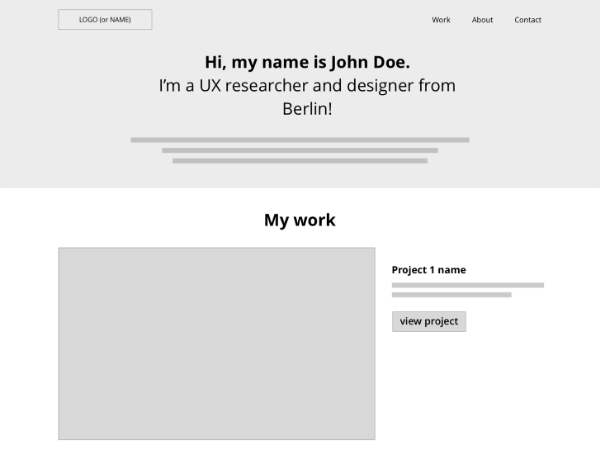 LOGO (or NAME)
Work About Contact
Hi, my name is John Doe.
I'm a UX researcher and designer from
Berlin!
My work
Project 1 name
view project